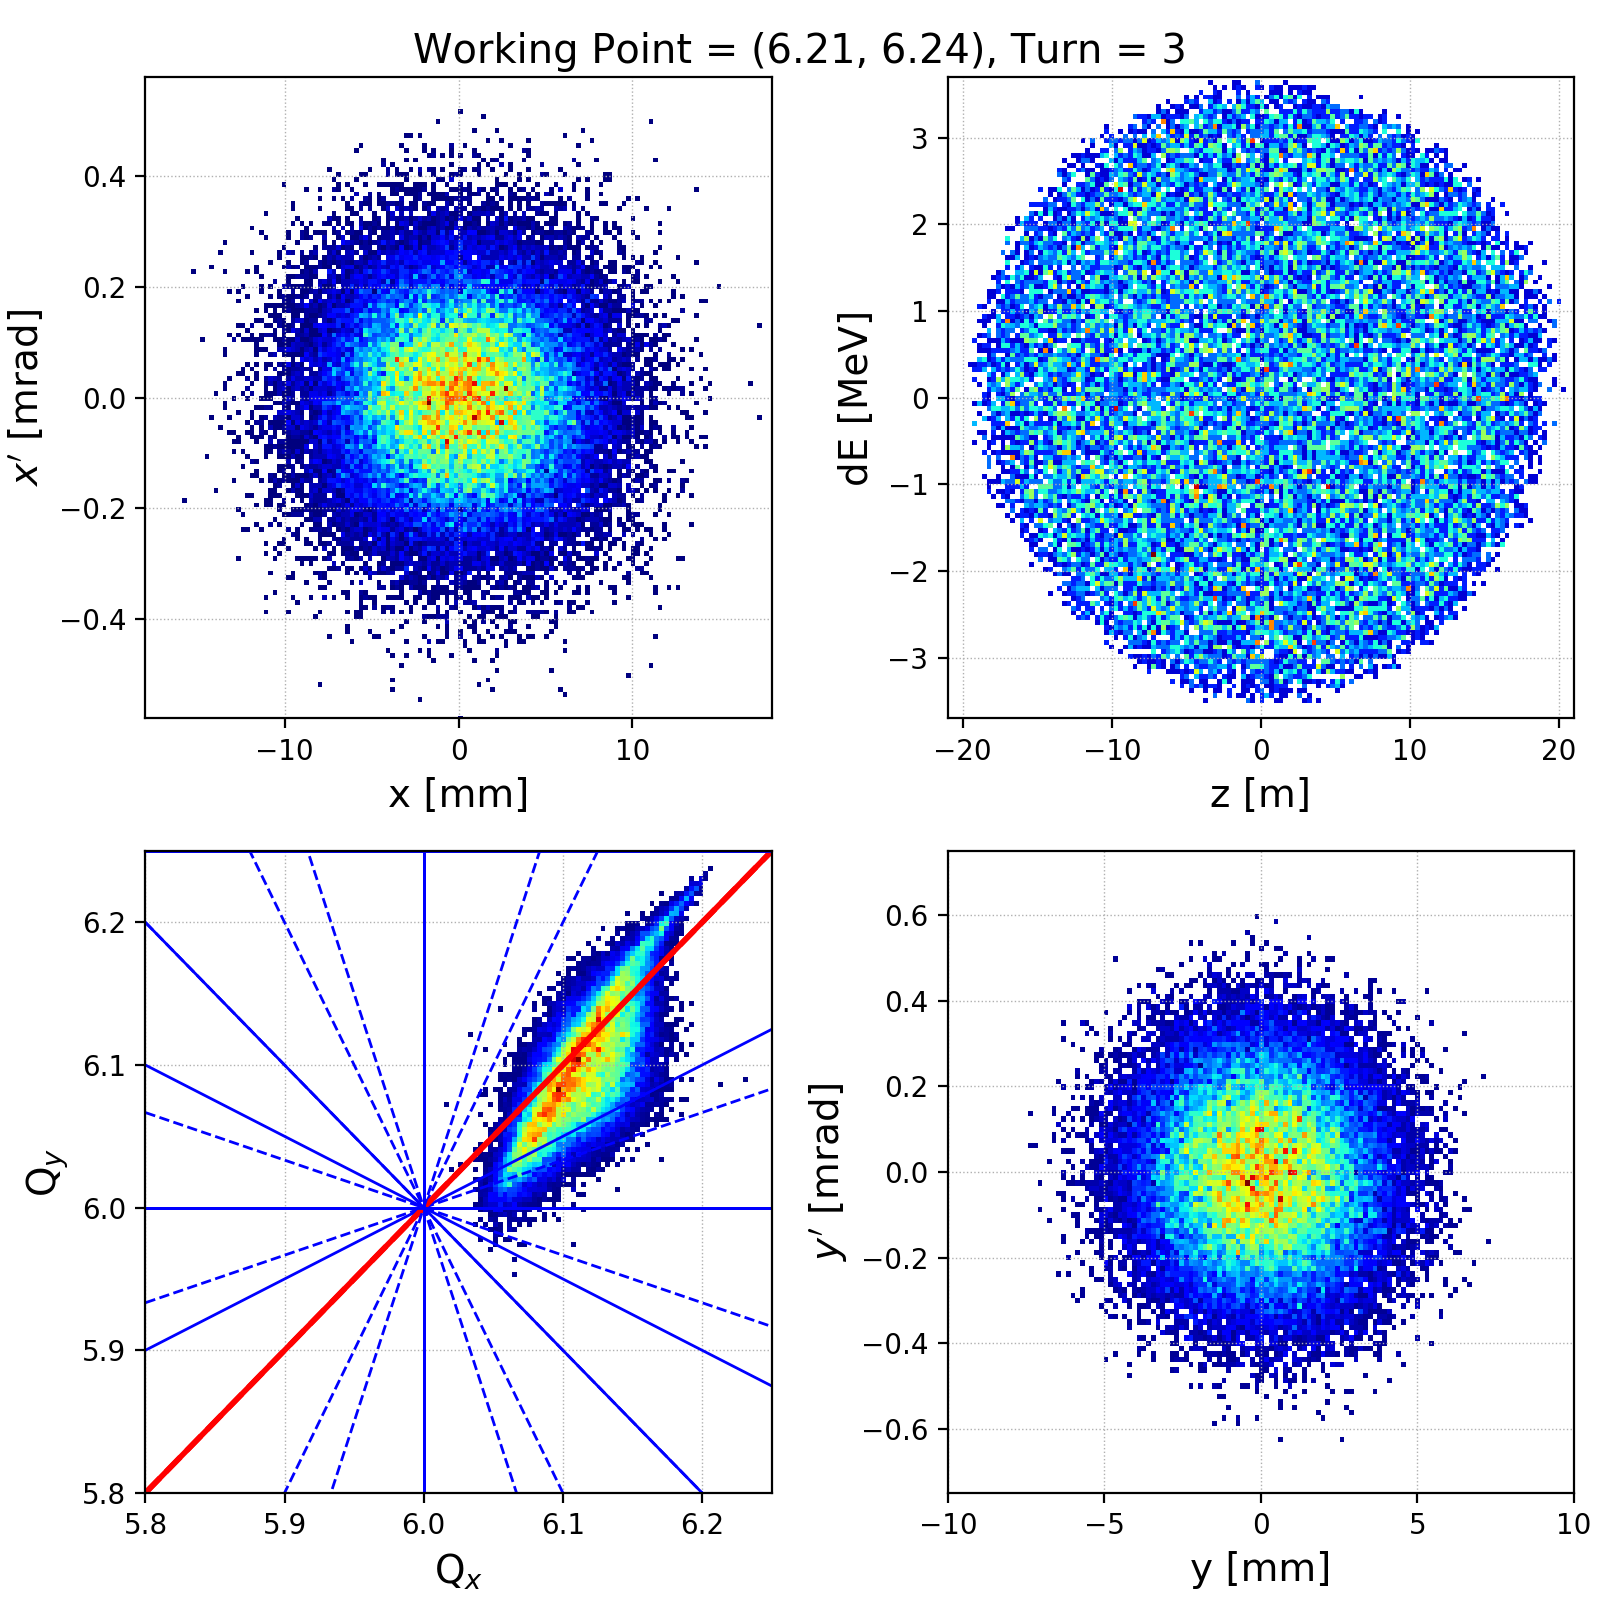 Working Point = (6.21, 6.24), Turn = 3
0.4
0.2
0.0
−0.2
−0.4
x′ [mrad]
−10 0 10
x [mm]
3
2
1
0
−1
−2
−3
dE [MeV]
−20 −10 0 10 20
z [m]
6.2
6.1
6.0
5.9
5.8
Qy
5.8 5.9 6.0 6.1 6.2
Qx
0.6
0.4
0.2
0.0
−0.2
−0.4
−0.6
y′ [mrad]
−10 −5 0 5 10
y [mm]